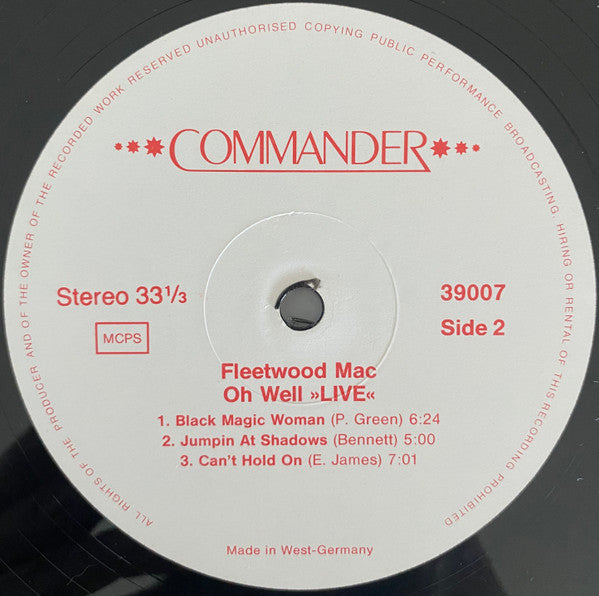 ALL RIGHTS OF THE PRODUCER AND OF THE OWNER OF THE RECORDED WORK RESERVED UNAUTHORISED COPYING PUBLIC PERFORMANCE BROADCASTING, HIRING OR RENTAL OF THIS RECORDING PROHIBITED
COMMANDER
Stereo 33 1/3
39007
MCPS
Side 2
Fleetwood Mac
Oh Well »LIVE«
1. Black Magic Woman (P. Green) 6:24
2. Jumpin At Shadows (Bennett) 5:00
3. Can't Hold On (E. James) 7:01
Made in West-Germany